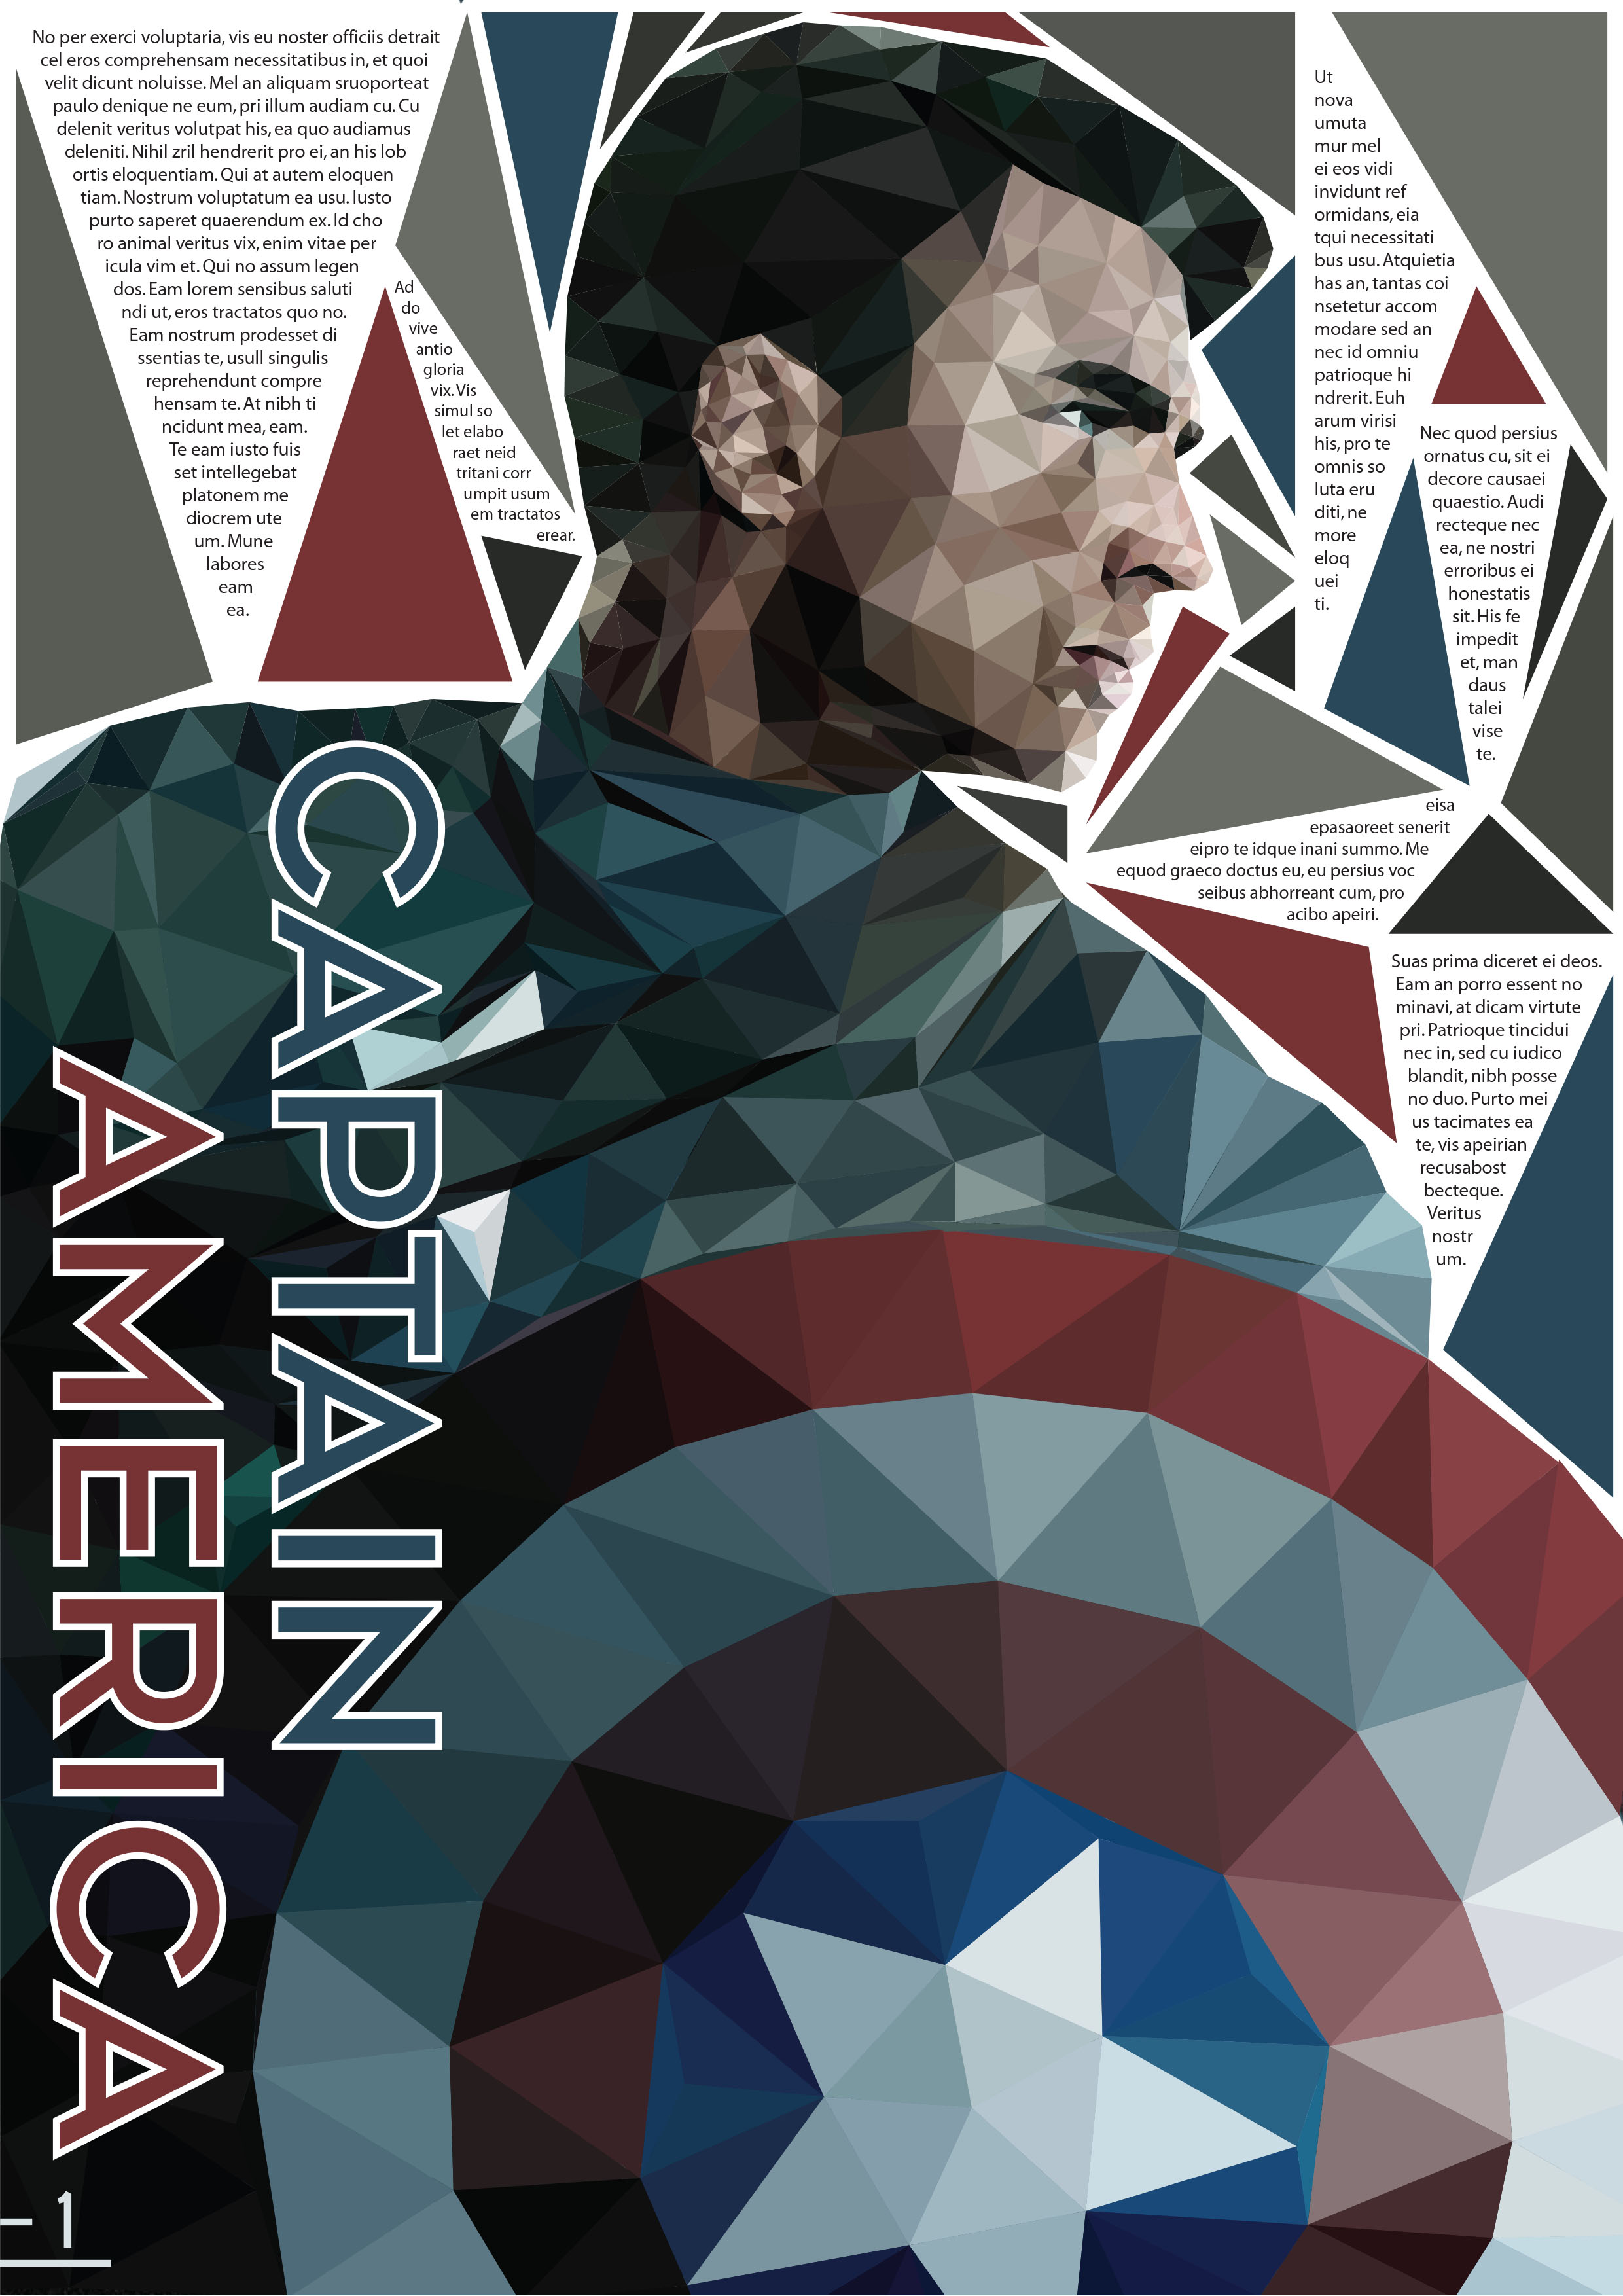 No per exerci voluptaria, vis eu noster officiis detrait
cel eros comprehensam necessitatibus in, et quoi
velit dicunt noluisse. Mel an aliquam sruoporteat
paulo denique ne eum, pri illum audiam cu. Cu
delenit veritus volutpat his, ea quo audiamus
deleniti. Nihil zril hendrerit pro ei, an his lob
ortis eloquentiam. Qui at autem eloquen
tiam. Nostrum voluptatum ea usu. Iusto
purto saperet quaerendum ex. Id cho
ro animal veritus vix, enim vitae per
icula vim et. Qui no assum legen
dos. Eam lorem sensibus saluti
ndi ut, eros tractatos quo no.
Eam nostrum prodesset di
ssentias te, usull singulis
reprehendunt compre
hensam te. At nibh ti
ncidunt mea, eam.
Te eam iusto fuis
set intellegebat
platonem me
diocrem ute
um. Mune
labores
eam
ea.
Ad
do
vive
antio
gloria
vix. Vis
simul so
let elabo
raet neid
tritani corr
umpit usum
em tractatos
erear.
Ut
nova
umuta
mur mel
ei eos vidi
invidunt ref
ormidans, eia
tqui necessitati
bus usu. Atquietia
has an, tantas coi
nsetetur accom
modare sed an
nec id omniu
patrioque hi
ndrerit. Euh
arum virisi
his, pro te
omnis so
luta eru
diti, ne
more
eloq
uei
ti.
Nec quod persius
ornatus cu, sit ei
decore causaei
quaestio. Audi
recteque nec
ea, ne nostri
erroribus ei
honestatis
sit. His fe
impedit
et, man
daus
talei
vise
te.
eisa
epasaoreet senerit
eipro te idque inani summo. Me
equod graeco doctus eu, eu persius voc
seibus abhorreant cum, pro
acibo apeiri.
Suas prima diceret ei deos.
Eam an porro essent no
minavi, at dicam virtute
pri. Patrioque tincidui
nec in, sed cu iudico
blandit, nibh posse
no duo. Purto mei
us tacimates ea
te, vis apeirian
recusabost
becteque.
Veritus
nostr
um.
CAPTAIN
AMERICA
1